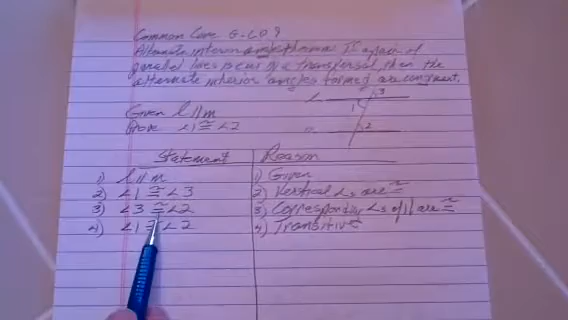 Common Core G-CO.9
Alternate interior angle theorem If a pair of
parallel lines is cut by a transversal, then the
alternate interior angles formed are congruent.
Given l || m
Prove ∠1 ≅ ∠2
l 3
1
m 2
Statement Reason
1) l || m 1) Given
2) ∠1 ≅ ∠3 2) Vertical ∠s are ≅
3) ∠3 ≅ ∠2 3) Corresponding ∠s of || are ≅
4) ∠1 ≅ ∠2 4) Transitive